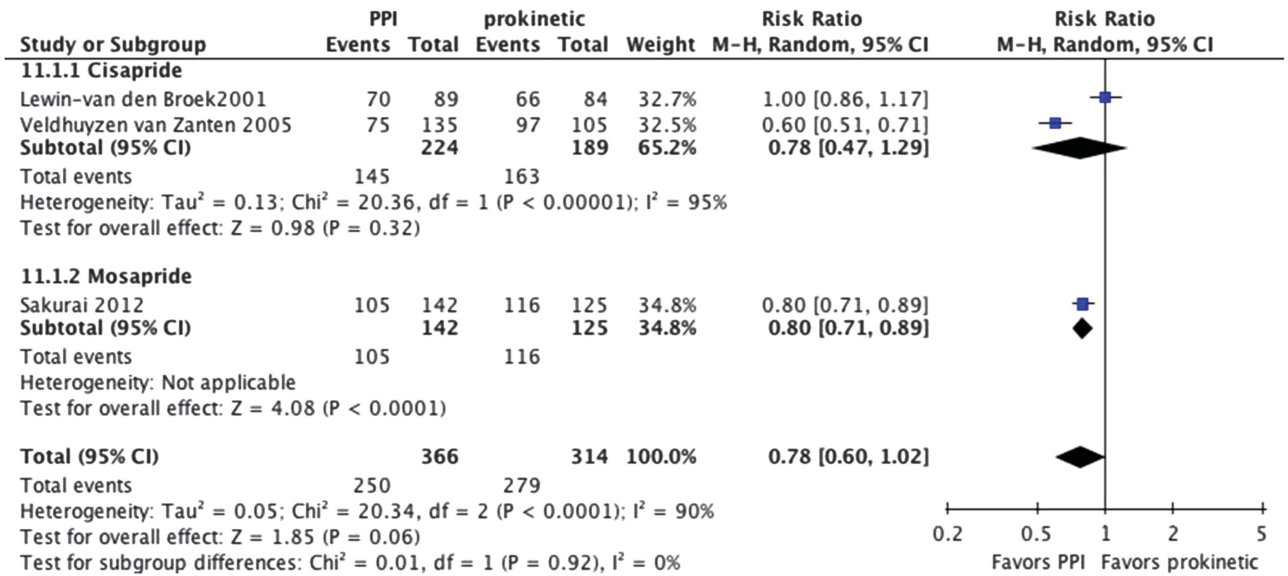 PPI prokinetic Risk Ratio Risk Ratio
Study or Subgroup Events Total Events Total Weight M-H, Random, 95% CI M-H, Random, 95% CI
11.1.1 Cisapride
Lewin-van den Broek2001 70 89 66 84 32.7% 1.00 [0.86, 1.17]
Veldhuyzen van Zanten 2005 75 135 97 105 32.5% 0.60 [0.51, 0.71]
Subtotal (95% CI) 224 189 65.2% 0.78 [0.47, 1.29]
Total events 145 163
Heterogeneity: Tau² = 0.13; Chi² = 20.36, df = 1 (P < 0.00001); I² = 95%
Test for overall effect: Z = 0.98 (P = 0.32)
11.1.2 Mosapride
Sakurai 2012 105 142 116 125 34.8% 0.80 [0.71, 0.89]
Subtotal (95% CI) 142 125 34.8% 0.80 [0.71, 0.89]
Total events 105 116
Heterogeneity: Not applicable
Test for overall effect: Z = 4.08 (P < 0.0001)
Total (95% CI) 366 314 100.0% 0.78 [0.60, 1.02]
Total events 250 279
Heterogeneity: Tau² = 0.05; Chi² = 20.34, df = 2 (P < 0.0001); I² = 90%
Test for overall effect: Z = 1.85 (P = 0.06)
Test for subgroup differences: Chi² = 0.01, df = 1 (P = 0.92), I² = 0%
0.2 0.5 1 2 5
Favors PPI Favors prokinetic